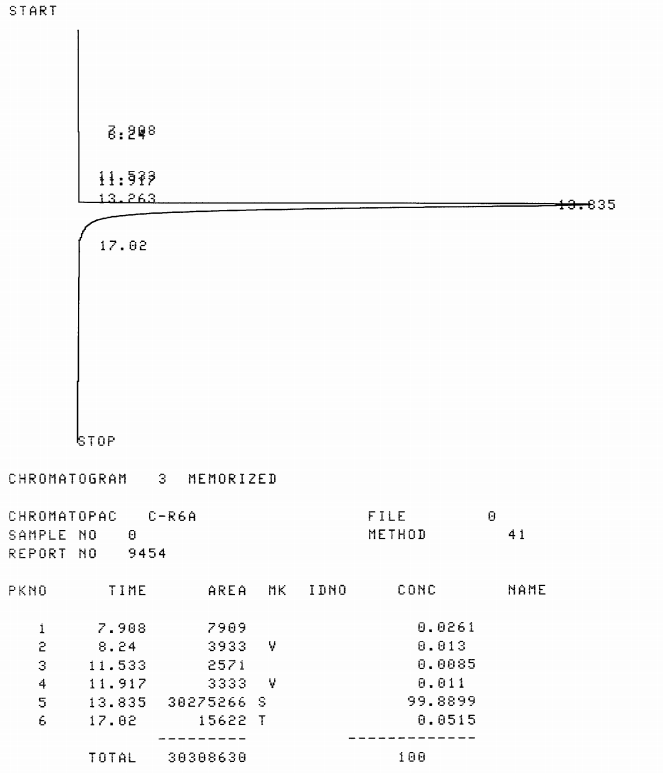 START
7.908
8.24
11.533
11.917
13.263
13.835
17.02
STOP
CHROMATOGRAM 3 MEMORIZED
CHROMATOPAC C-R6A FILE 0
SAMPLE NO 0 METHOD 41
REPORT NO 9454
PKNO TIME AREA MK IDNO CONC NAME
1 7.908 7909 0.0261
2 8.24 3933 V 0.013
3 11.533 2571 0.0085
4 11.917 3333 V 0.011
5 13.835 30275266 S 99.8899
6 17.02 15622 T 0.0515
--------- -------------
TOTAL 30308630 100